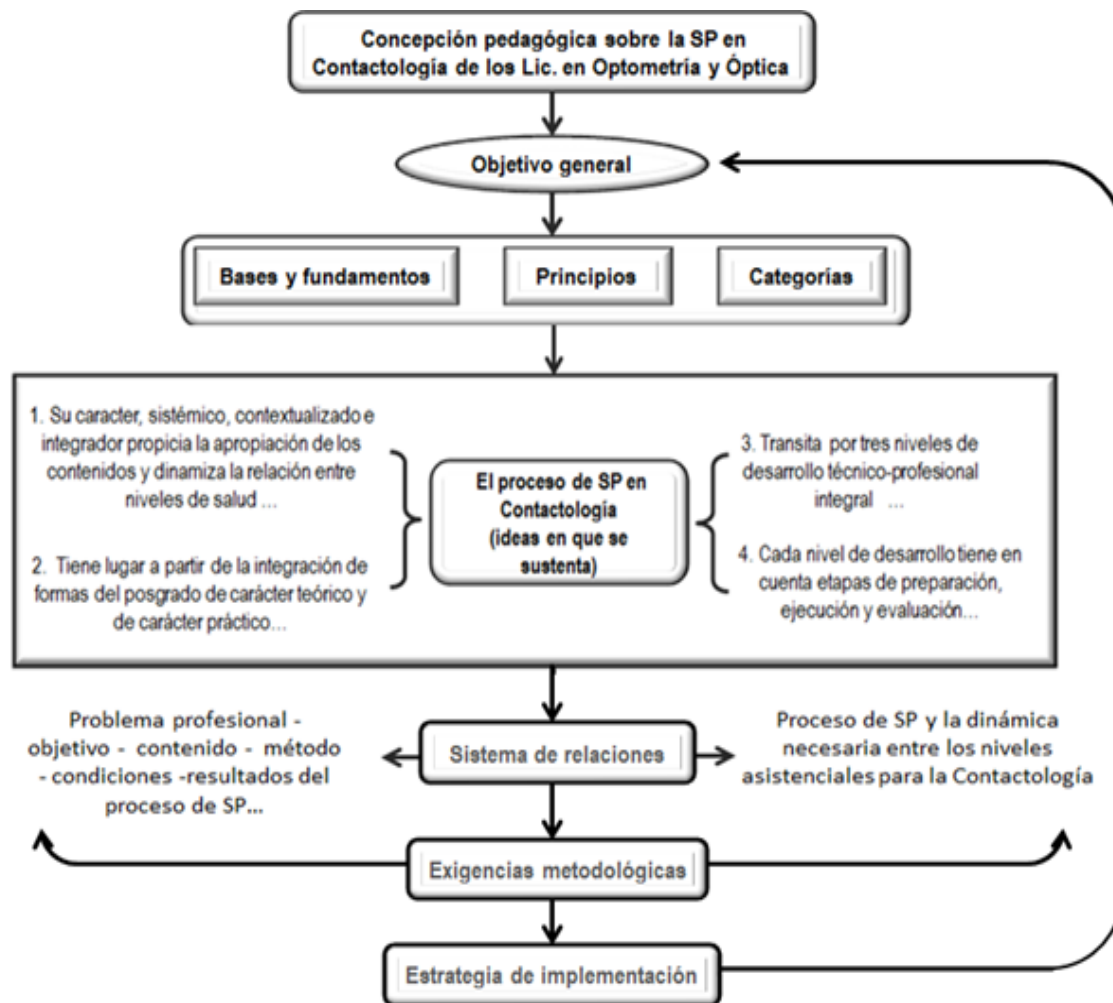 Concepción pedagógica sobre la SP en
Contactología de los Lic. en Optometría y Óptica
Objetivo general
Bases y fundamentos
Principios
Categorías
1. Su caracter, sistémico, contextualizado e
integrador propicia la apropiación de los
contenidos y dinamiza la relación entre
niveles de salud ...
2. Tiene lugar a partir de la integración de
formas del posgrado de carácter teórico y
de carácter práctico...
El proceso de SP en
Contactología
(ideas en que se
sustenta)
3. Transita por tres niveles de
desarrollo técnico-profesional
integral ...
4. Cada nivel de desarrollo tiene en
cuenta etapas de preparación,
ejecución y evaluación...
Problema profesional -
objetivo - contenido - método
- condiciones -resultados del
proceso de SP...
Sistema de relaciones
Proceso de SP y la dinámica
necesaria entre los niveles
asistenciales para la Contactología
Exigencias metodológicas
Estrategia de implementación